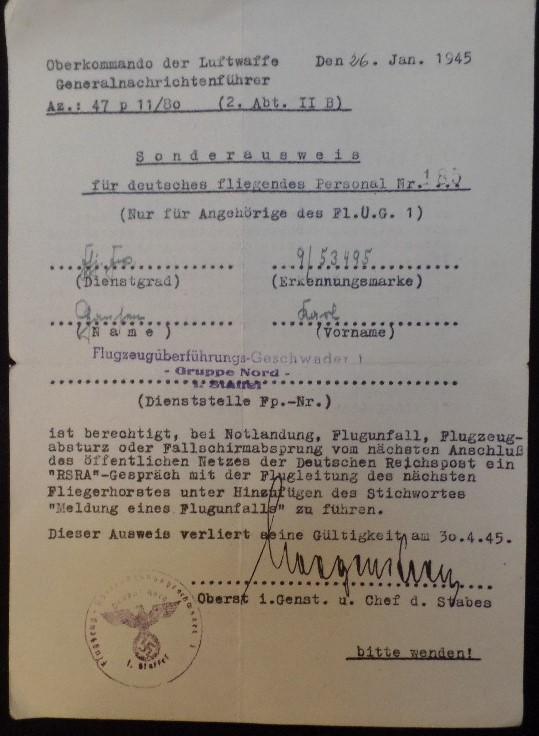 Oberkommando der Luftwaffe Den 26. Jan. 1945
Generalnachrichtenführer
Az.: 47 p 11/80 (2. Abt. II B)
Sonderausweis
für deutsches fliegendes Personal Nr. 185
(Nur für Angehörige des Fl.Ü.G. 1)
9/53495
(Dienstgrad) (Erkennungsmarke)
Karl
(Name) (Vorname)
Flugzeugüberführungs-Geschwader 1
- Gruppe Nord -
1. Staffel
(Dienststelle Fp.-Nr.)
ist berechtigt, bei Notlandung, Flugunfall, Flugzeug-
absturz oder Fallschirmabsprung vom nächsten Anschluß
des öffentlichen Netzes der Deutschen Reichspost ein
"RSRA"-Gespräch mit der Flugleitung des nächsten
Fliegerhorstes unter Hinzufügen des Stichwortes
"Meldung eines Flugunfalls" zu führen.
Dieser Ausweis verliert seine Gültigkeit am 30.4.45.
Oberst i.Genst. u. Chef d. Stabes
1. Staffel
bitte wenden!